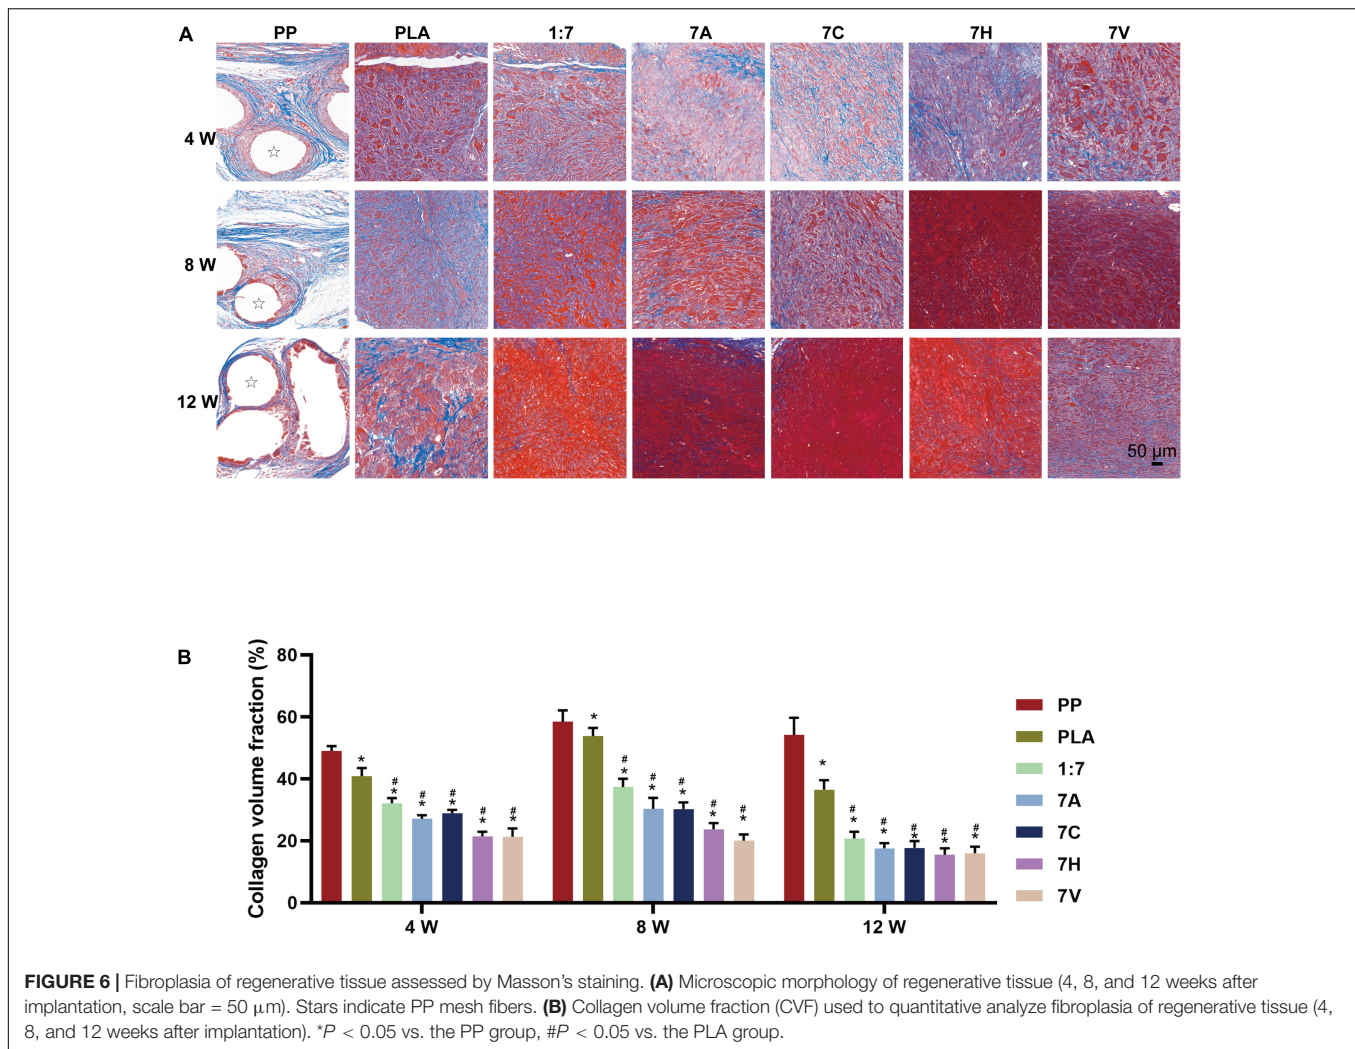 A
PP PLA 1:7 7A 7C 7H 7V
4 W
8 W
12 W
50 μm
B
Collagen volume fraction (%)
80
60
40
20
0
* # * # * # * # * # *
* # * # * # * # * # *
* # * # * # * # * # *
4 W 8 W 12 W
PP
PLA
1:7
7A
7C
7H
7V
FIGURE 6 | Fibroplasia of regenerative tissue assessed by Masson's staining. (A) Microscopic morphology of regenerative tissue (4, 8, and 12 weeks after
implantation, scale bar = 50 μm). Stars indicate PP mesh fibers. (B) Collagen volume fraction (CVF) used to quantitative analyze fibroplasia of regenerative tissue (4,
8, and 12 weeks after implantation). *P < 0.05 vs. the PP group, #P < 0.05 vs. the PLA group.